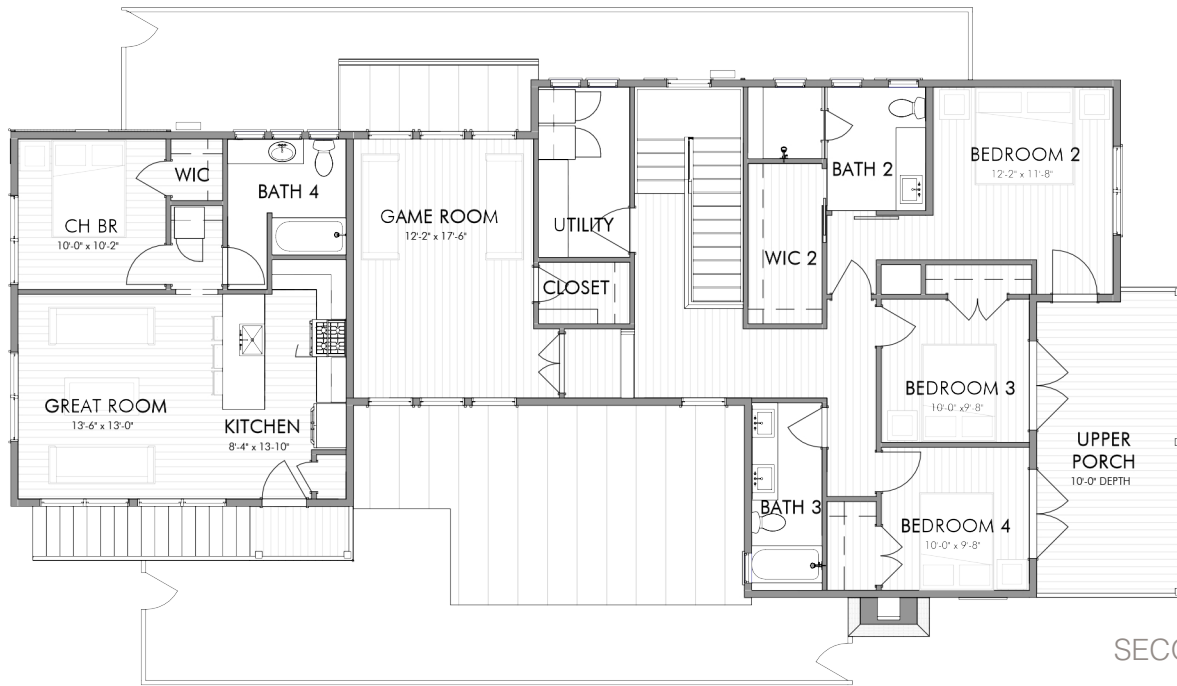 WIC
CH BR
10'-0" x 10'-2"
BATH 4
GAME ROOM
12'-2" x 17'-6"
UTILITY
CLOSET
BATH 2
WIC 2
BEDROOM 2
12'-2" x 11'-8"
GREAT ROOM
13'-6" x 13'-0"
KITCHEN
8'-4" x 13'-10"
BEDROOM 3
10'-0" x9'-8"
UPPER
PORCH
10'-0" DEPTH
BATH 3
BEDROOM 4
10'-0" x 9'-8"
SECO